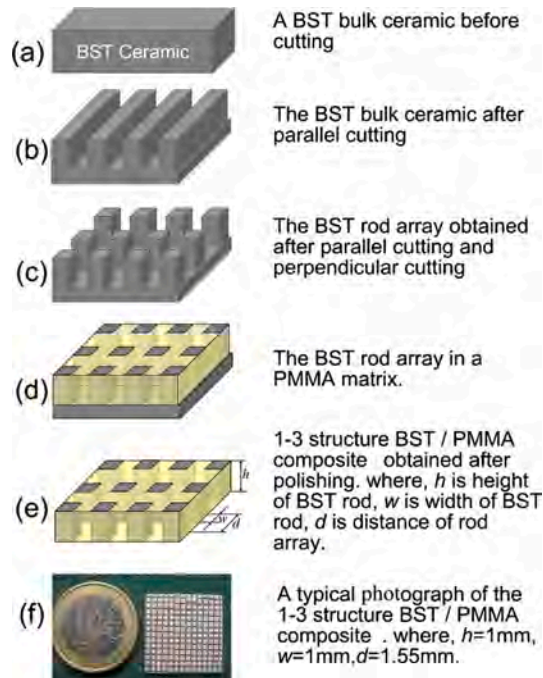 (a)
BST Ceramic
A BST bulk ceramic before
cutting
(b)
The BST bulk ceramic after
parallel cutting
(c)
The BST rod array obtained
after parallel cutting and
perpendicular cutting
(d)
The BST rod array in a
PMMA matrix.
(e)
h
w
d
1-3 structure BST / PMMA
composite obtained after
polishing. where, h is height
of BST rod, w is width of BST
rod, d is distance of rod
array.
(f)
A typical photograph of the
1-3 structure BST / PMMA
composite . where, h=1mm,
w=1mm,d=1.55mm.